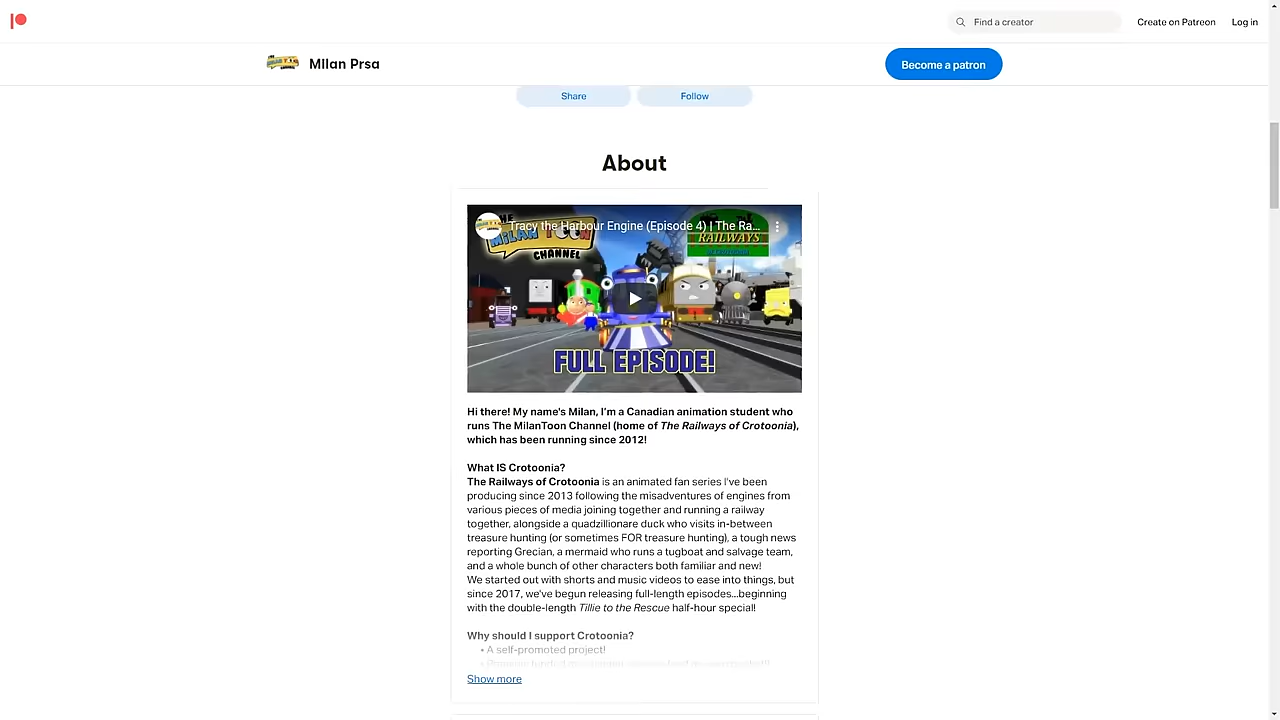 Find a creator
Create on Patreon
Log in
MIlan Prsa
Become a patron
Share
Follow
About
Tracy the Harbour Engine (Episode 4) | The Ra...
THE
MILAN TOON
CHANNEL
RAILWAYS
FULL EPISODE!
Hi there! My name's Milan, I'm a Canadian animation student who
runs The MilanToon Channel (home of The Railways of Crotoonia),
which has been running since 2012!
What IS Crotoonia?
The Railways of Crotoonia is an animated fan series I've been
producing since 2013 following the misadventures of engines from
various pieces of media joining together and running a railway
together, alongside a quadzillionare duck who visits in-between
treasure hunting (or sometimes FOR treasure hunting), a tough news
reporting Grecian, a mermaid who runs a tugboat and salvage team,
and a whole bunch of other characters both familiar and new!
We started out with shorts and music videos to ease into things, but
since 2017, we've begun releasing full-length episodes...beginning
with the double-length Tillie to the Rescue half-hour special!
Why should I support Crotoonia?
• A self-promoted project!
Show more